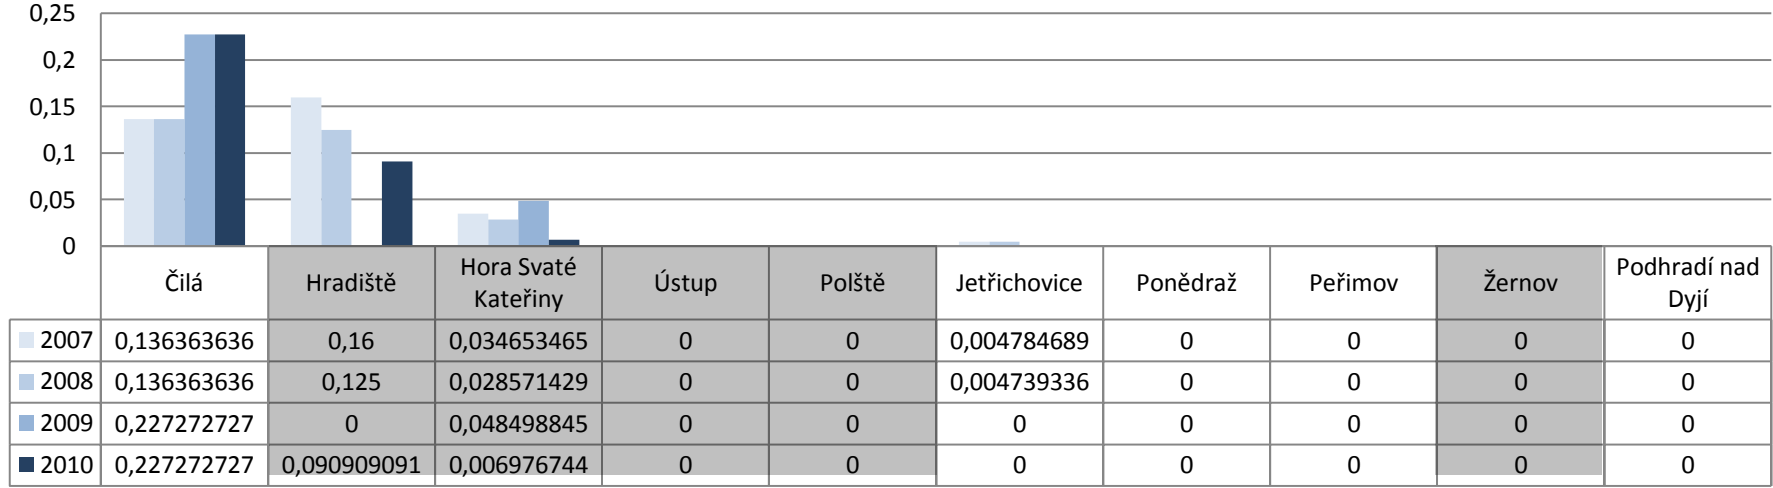 0,25
0,2
0,15
0,1
0,05
0
Čilá Hradiště Hora Svaté Kateřiny Ústup Polště Jetřichovice Ponědraž Peřimov Žernov Podhradí nad Dyjí
2007 0,136363636 0,16 0,034653465 0 0 0,004784689 0 0 0 0
2008 0,136363636 0,125 0,028571429 0 0 0,004739336 0 0 0 0
2009 0,227272727 0 0,048498845 0 0 0 0 0 0 0
2010 0,227272727 0,090909091 0,006976744 0 0 0 0 0 0 0